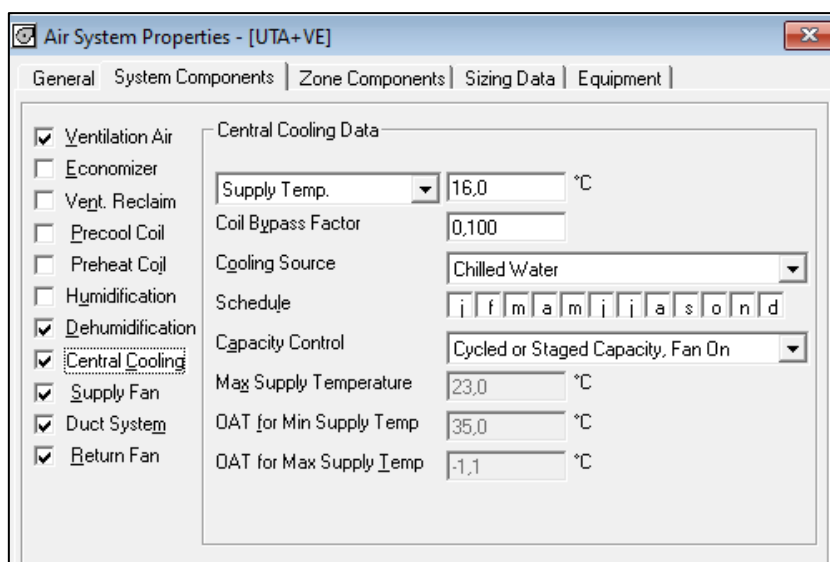 Air System Properties - [UTA+VE]
General System Components Zone Components Sizing Data Equipment
Ventilation Air
Economizer
Vent. Reclaim
Precool Coil
Preheat Coil
Humidification
Dehumidification
Central Cooling
Supply Fan
Duct System
Return Fan
Central Cooling Data
Supply Temp. 16,0 °C
Coil Bypass Factor 0,100
Cooling Source Chilled Water
Schedule j f m a m j j a s o n d
Capacity Control Cycled or Staged Capacity, Fan On
Max Supply Temperature 23,0 °C
OAT for Min Supply Temp 35,0 °C
OAT for Max Supply Temp -1,1 °C